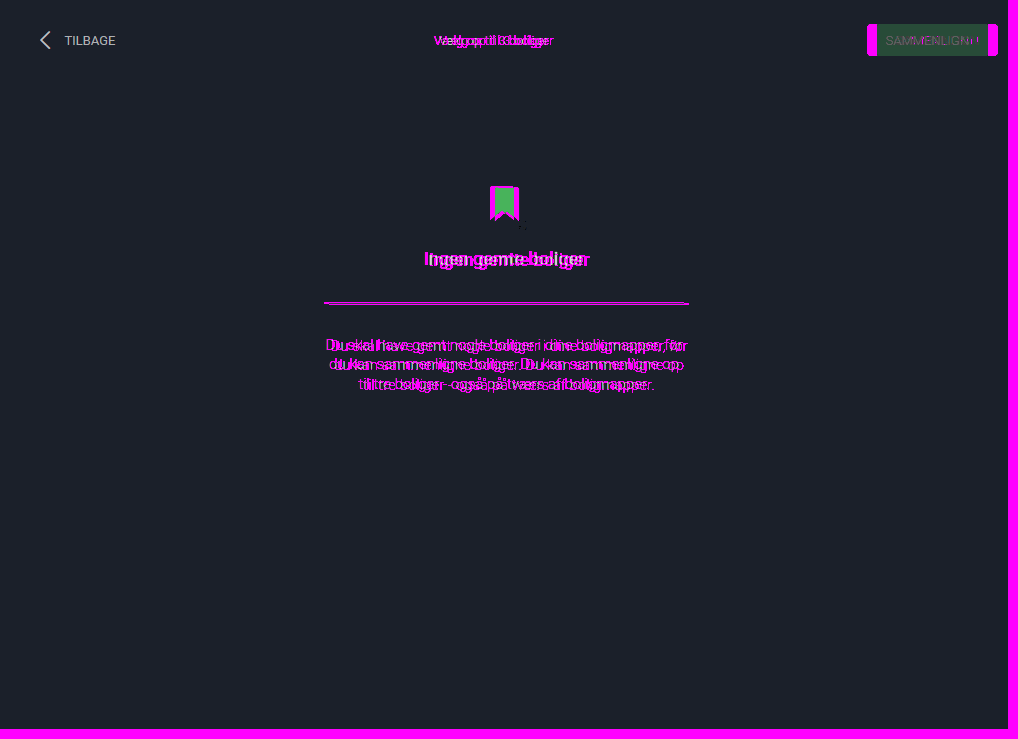 TILBAGE
Vælg op til 3 boliger
SAMMENLIGN
Ingen gemte boliger
Du skal have gemt nogle boliger i dine boligmapper, før
du kan sammenligne boliger. Du kan sammenligne op
til tre boliger - også på tværs af boligmapper.